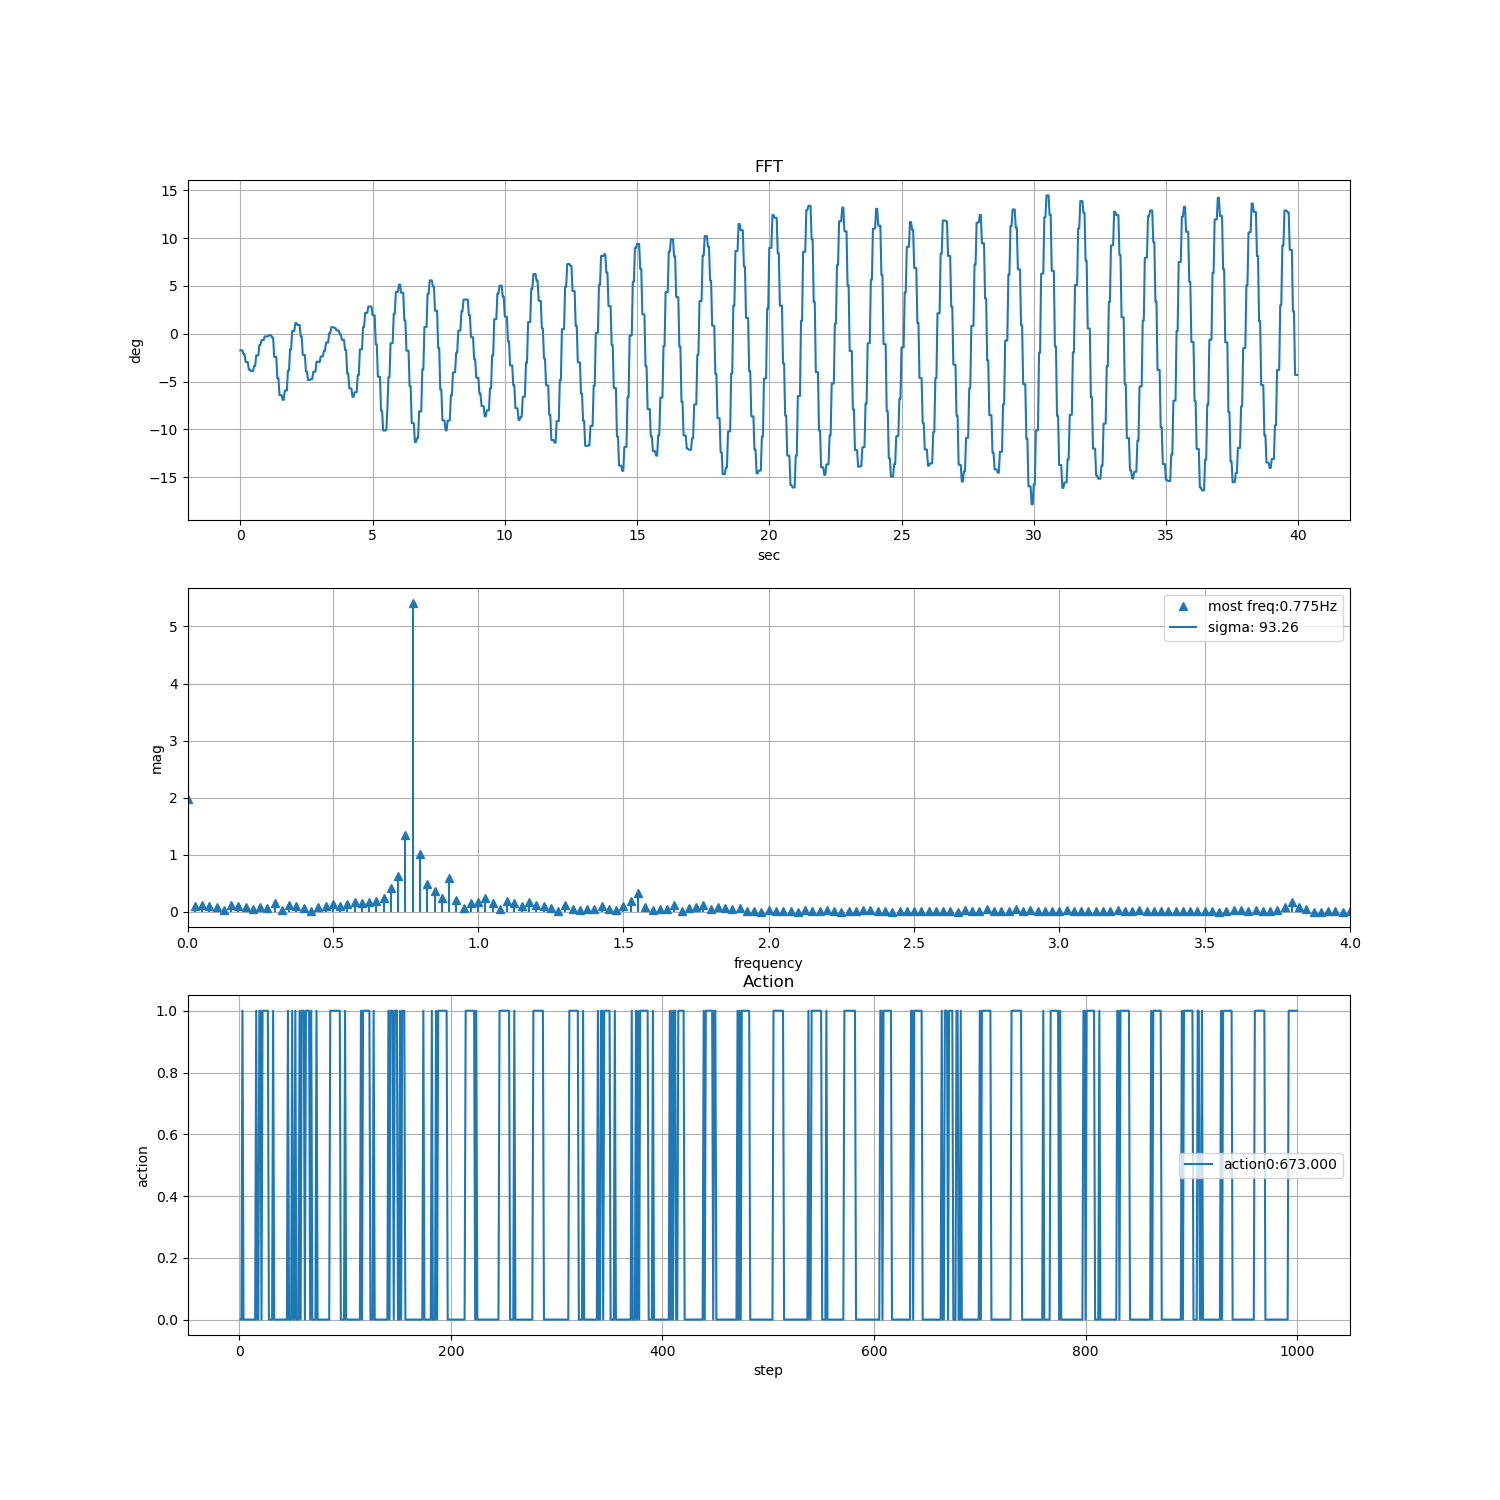 FFT
15
10
5
0
−5
−10
−15
deg
0 5 10 15 20 25 30 35 40
sec
most freq:0.775Hz
sigma: 93.26
5
4
3
2
1
0
mag
0.0 0.5 1.0 1.5 2.0 2.5 3.0 3.5 4.0
frequency
Action
1.0
0.8
0.6
0.4
0.2
0.0
action
action0:673.000
0 200 400 600 800 1000
step